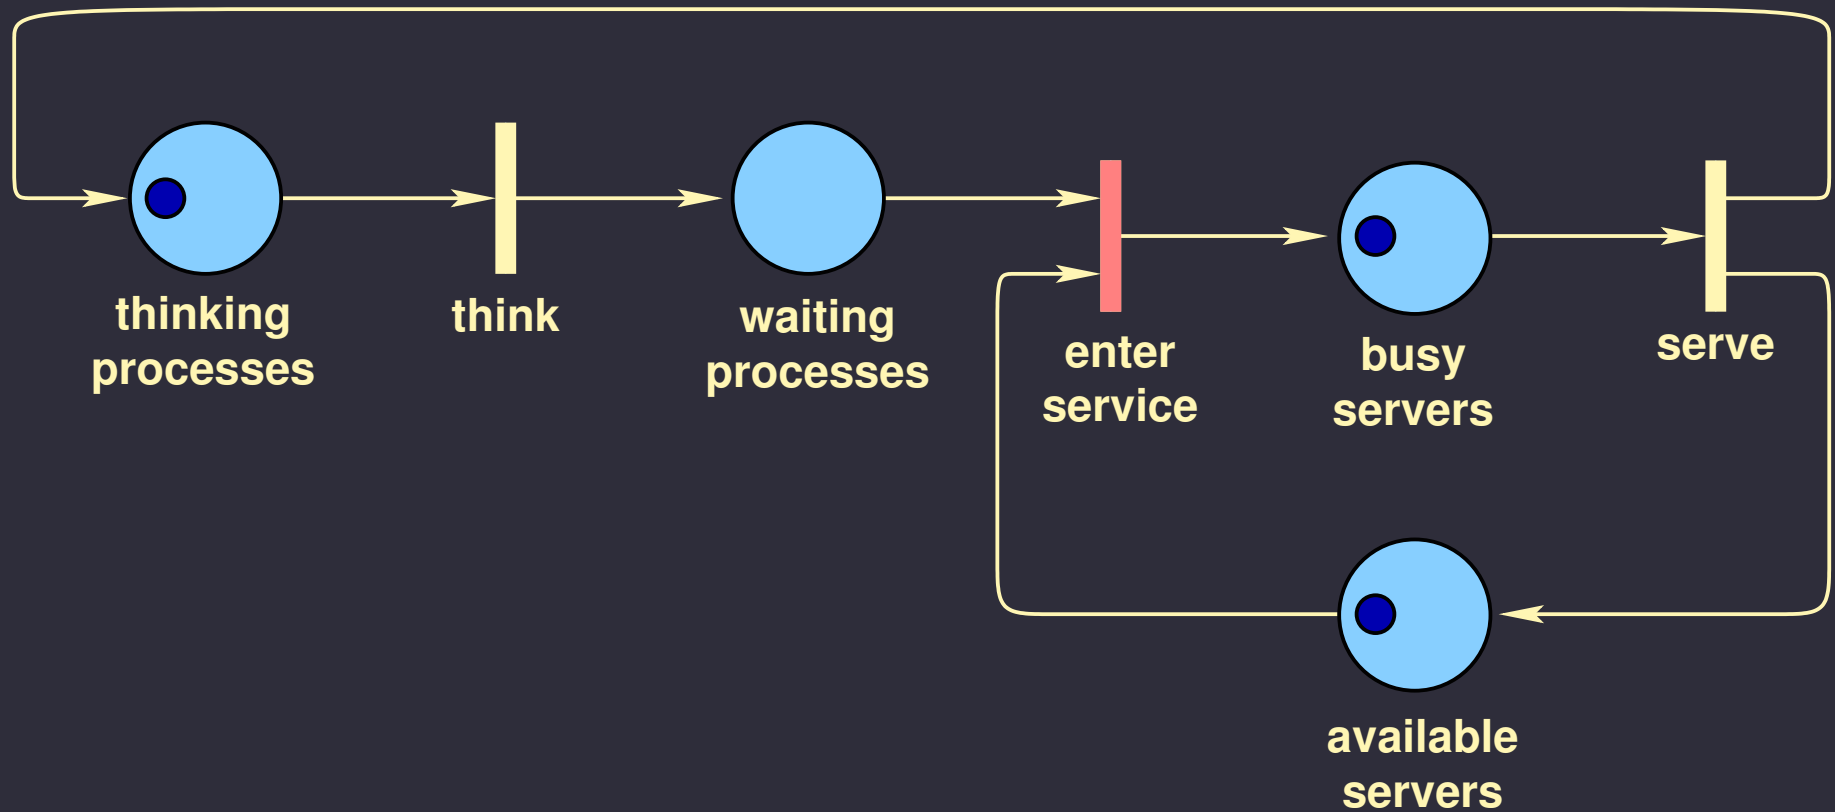 thinking
processes
think
waiting
processes
enter
service
busy
servers
serve
available
servers